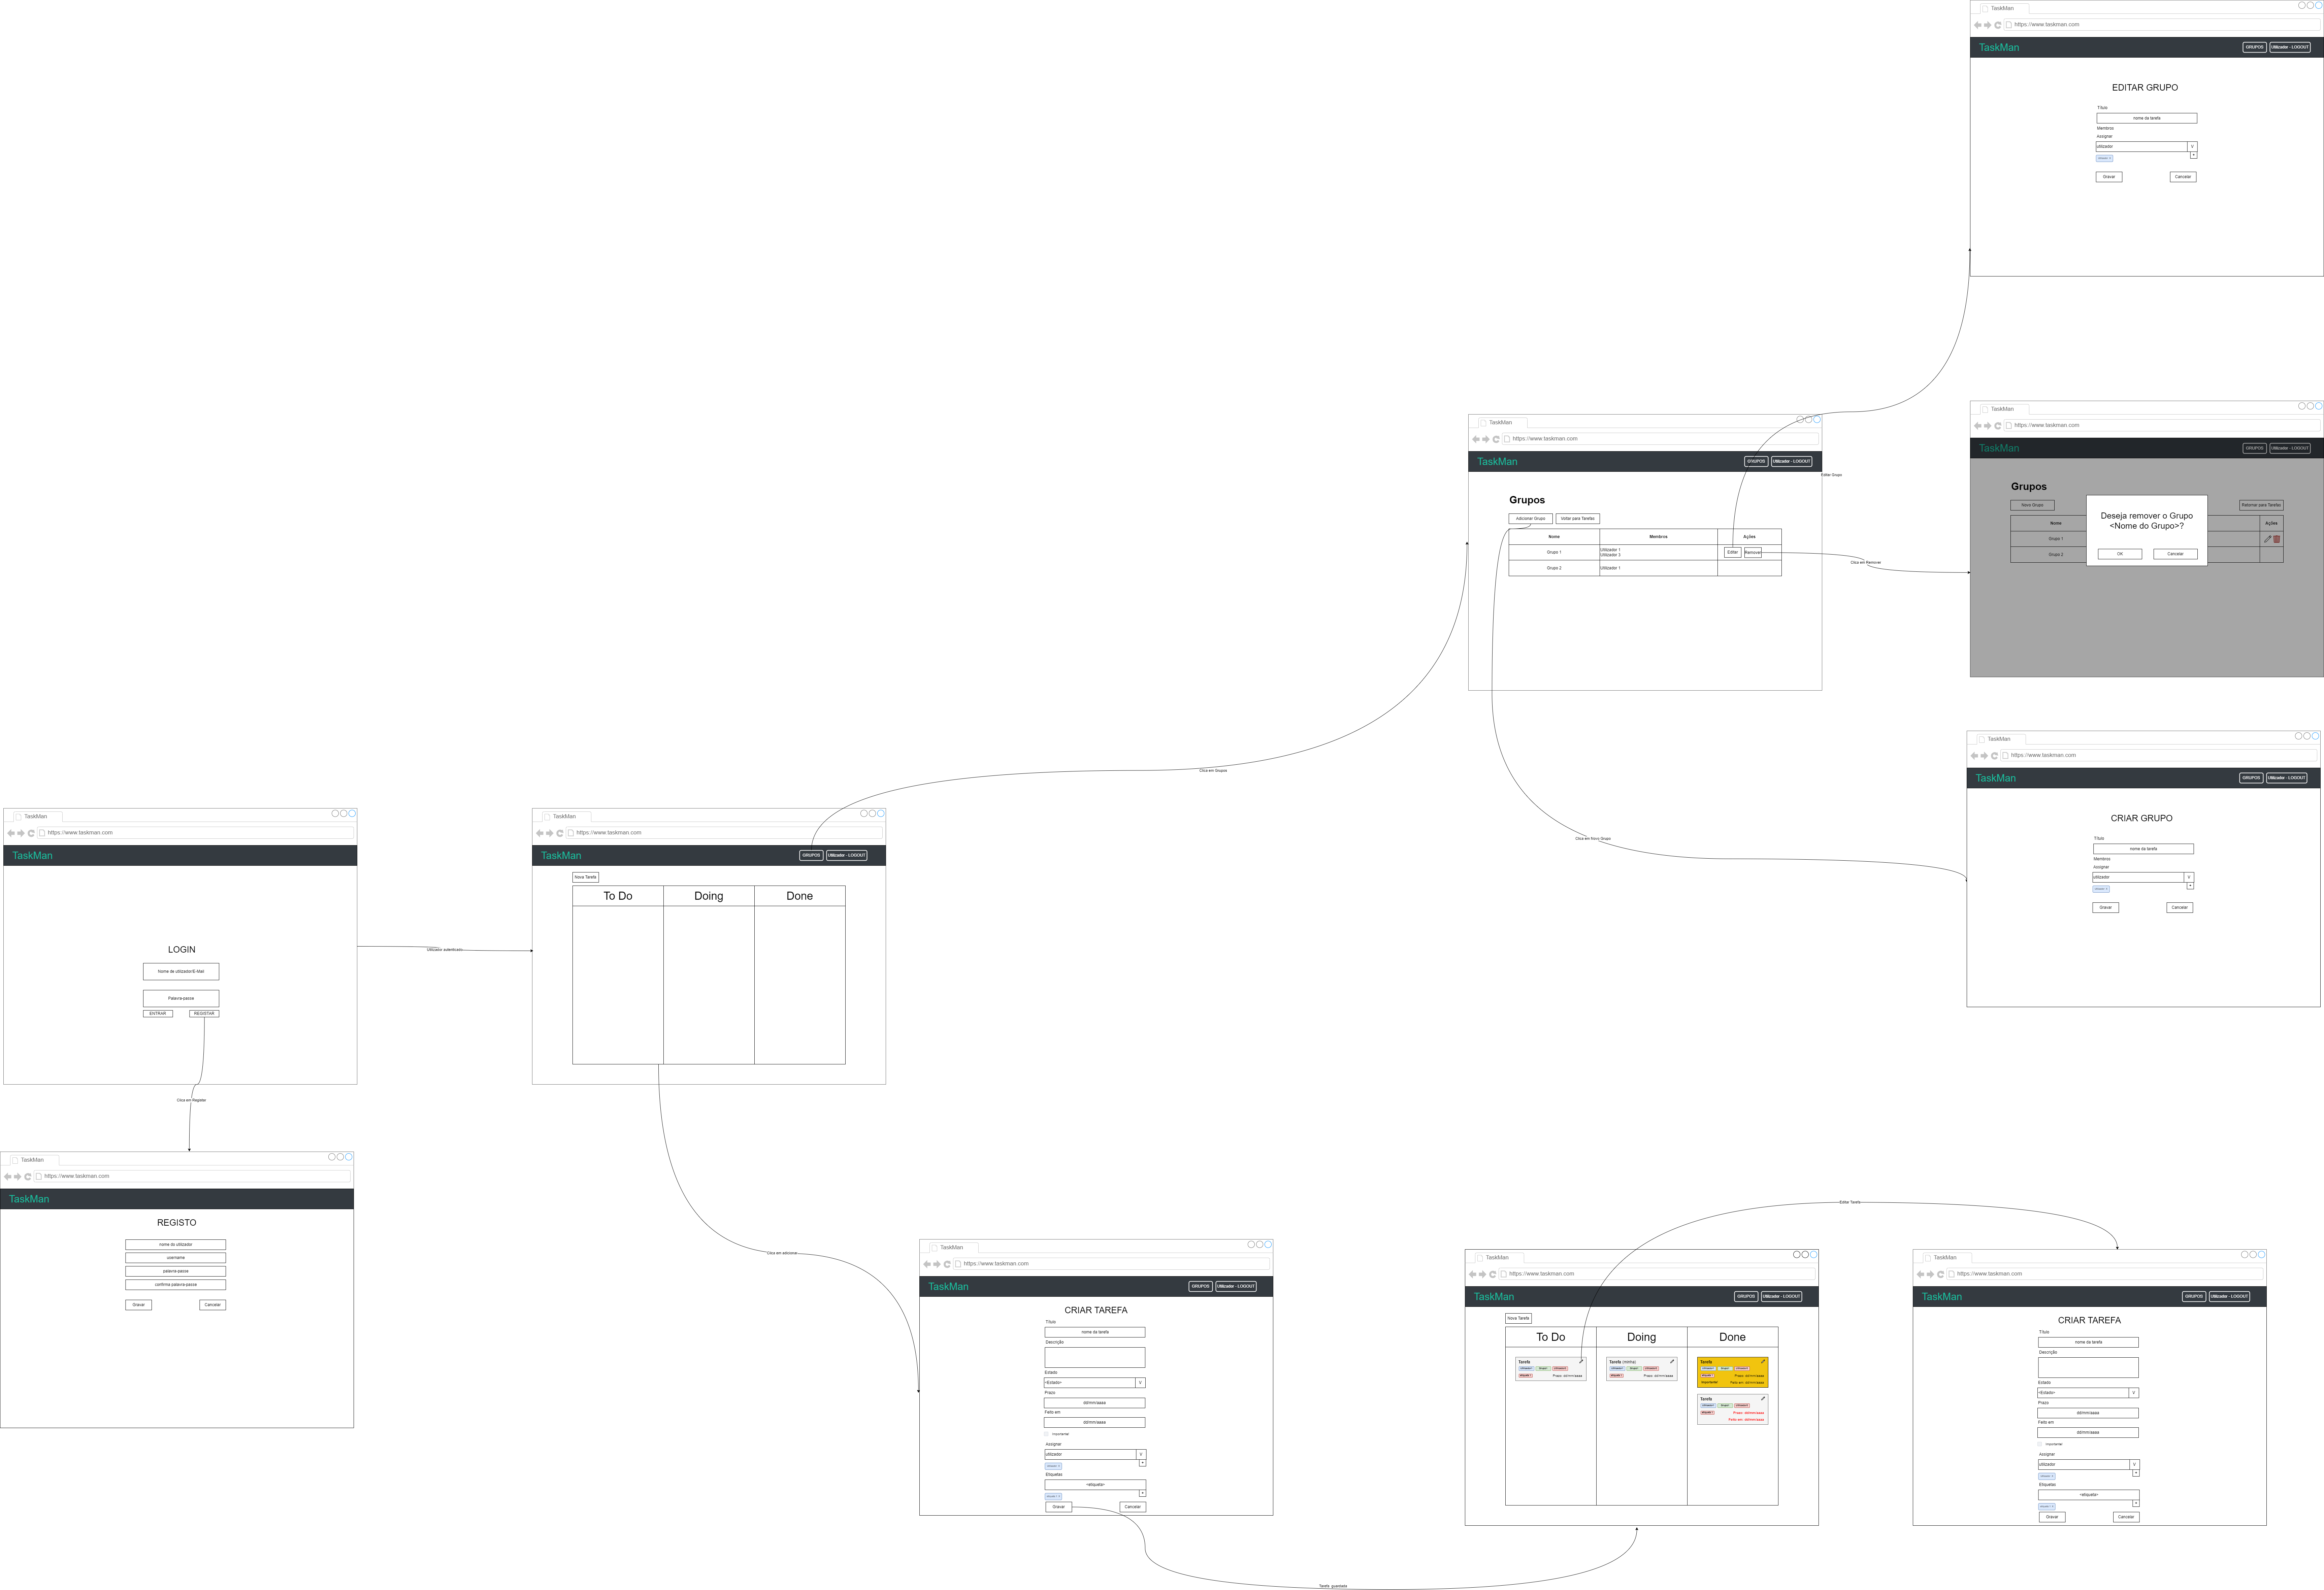 TaskMan
https://www.taskman.com
TaskMan
GRUPOS
Utilizador - LOGOUT
EDITAR GRUPO
Título
nome da tarefa
Membros
Assignar
utilizador
V
+
Gravar
Cancelar
TaskMan
https://www.taskman.com
TaskMan
GRUPOS
Utilizador - LOGOUT
Editar Grupo
Grupos
Adicionar Grupo
Voltar para Tarefas
Nome
Membros
Ações
Grupo 1
Utilizador 1
Utilizador 3
Editar
Remover
Grupo 2
Utilizador 1
Clica em Remover
TaskMan
https://www.taskman.com
TaskMan
GRUPOS
Utilizador - LOGOUT
Grupos
Novo Grupo
Retornar para Tarefas
Nome
Ações
Grupo 1
Grupo 2
Deseja remover o Grupo
<Nome do Grupo>?
OK
Cancelar
Clica em Grupos
Clica em Novo Grupo
TaskMan
https://www.taskman.com
TaskMan
GRUPOS
Utilizador - LOGOUT
CRIAR GRUPO
Título
nome da tarefa
Membros
Assignar
utilizador
V
+
Gravar
Cancelar
TaskMan
https://www.taskman.com
TaskMan
LOGIN
Nome de utilizador/E-Mail
Palavra-passe
ENTRAR
REGISTAR
Utilizador autenticado
Clica em Registar
TaskMan
https://www.taskman.com
TaskMan
GRUPOS
Utilizador - LOGOUT
Nova Tarefa
To Do
Doing
Done
Clica em adicionar
TaskMan
https://www.taskman.com
TaskMan
REGISTO
nome do utilizador
username
palavra-passe
confirma palavra-passe
Gravar
Cancelar
TaskMan
https://www.taskman.com
TaskMan
GRUPOS
Utilizador - LOGOUT
CRIAR TAREFA
Título
nome da tarefa
Descrição
Estado
<Estado>
V
Prazo
dd/mm/aaaa
Feito em
dd/mm/aaaa
Importante!
Assignar
utilizador
V
+
Etiquetas
<etiqueta>
+
Gravar
Cancelar
Tarefa guardada
Editar Tarefa
TaskMan
https://www.taskman.com
TaskMan
GRUPOS
Utilizador - LOGOUT
Nova Tarefa
To Do
Doing
Done
Tarefa
Prazo: dd/mm/aaaa
Tarefa (minha)
Prazo: dd/mm/aaaa
Tarefa
Prazo: dd/mm/aaaa
Importante!
Feito em: dd/mm/aaaa
Tarefa
Prazo: dd/mm/aaaa
Feito em: dd/mm/aaaa
TaskMan
https://www.taskman.com
TaskMan
GRUPOS
Utilizador - LOGOUT
CRIAR TAREFA
Título
nome da tarefa
Descrição
Estado
<Estado>
V
Prazo
dd/mm/aaaa
Feito em
dd/mm/aaaa
Importante!
Assignar
utilizador
V
+
Etiquetas
<etiqueta>
+
Gravar
Cancelar